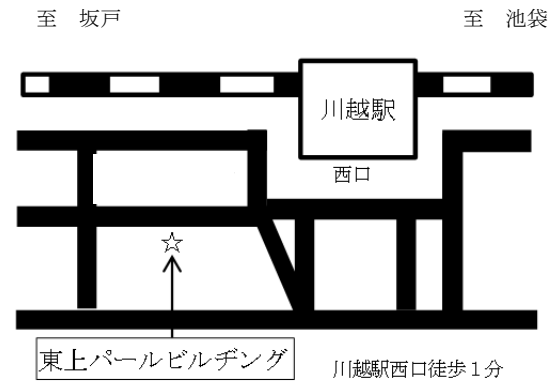 至 坂戸
至 池袋
川越駅
西口
☆
東上パールビルヂング
川越駅西口徒歩１分